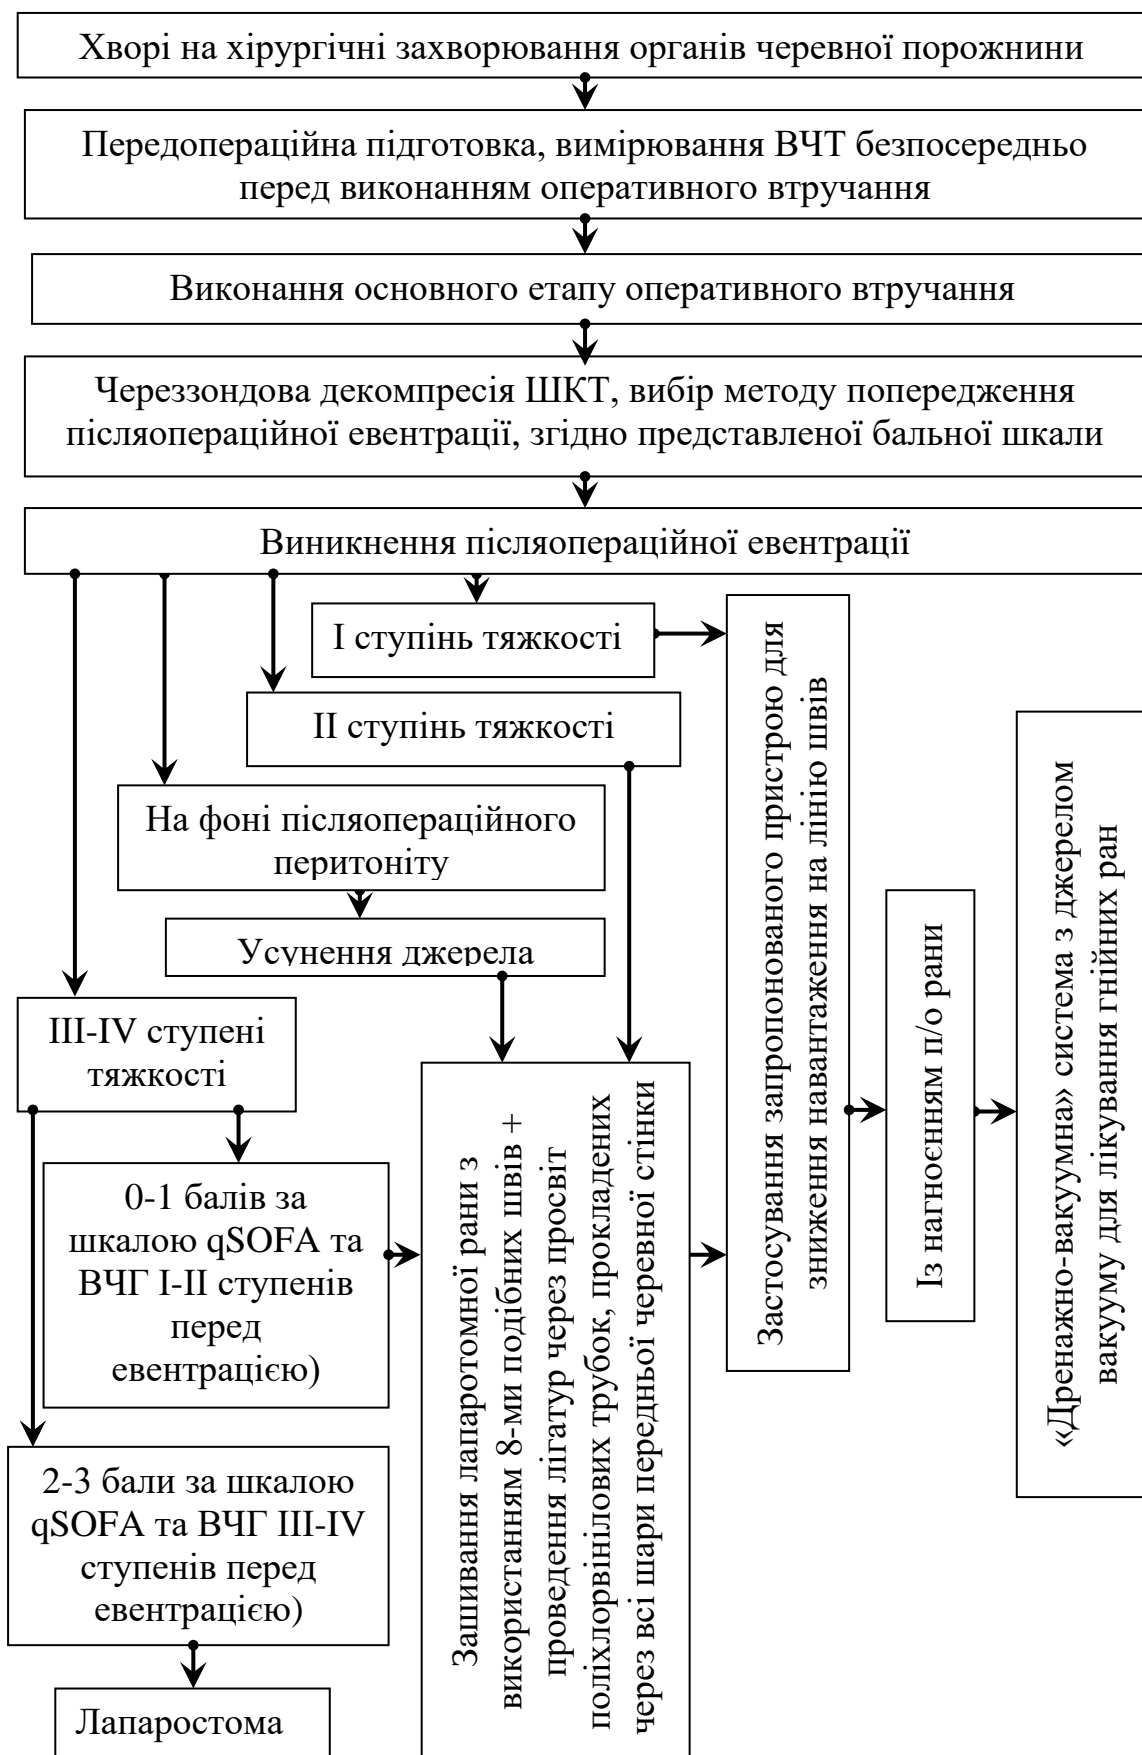 Хворі на хірургічні захворювання органів черевної порожнини
Передопераційна підготовка, вимірювання ВЧТ безпосередньо
перед виконанням оперативного втручання
Виконання основного етапу оперативного втручання
Череззондова декомпресія ШКТ, вибір методу попередження
післяопераційної евентрації, згідно представленої бальної шкали
Виникнення післяопераційної евентрації
І ступінь тяжкості
ІІ ступінь тяжкості
На фоні післяопераційного
перитоніту
Усунення джерела
ІІІ-IV ступені
тяжкості
0-1 балів за
шкалою qSOFA та
ВЧГ І-ІІ ступенів
перед
евентрацією)
2-3 бали за шкалою
qSOFA та ВЧГ ІІІ-IV
ступенів перед
евентрацією)
Лапаростома
Зашивання лапаротомної рани з
використанням 8-ми подібних швів +
проведення лігатур через просвіт
поліхлорвінілових трубок, прокладених
через всі шари передньої черевної стінки
Застосування запропонованого пристрою для
зниження навантаження на лінію швів
Із нагноєнням п/о рани
«Дренажно-вакуумна» система з джерелом
вакууму для лікування гнійних ран